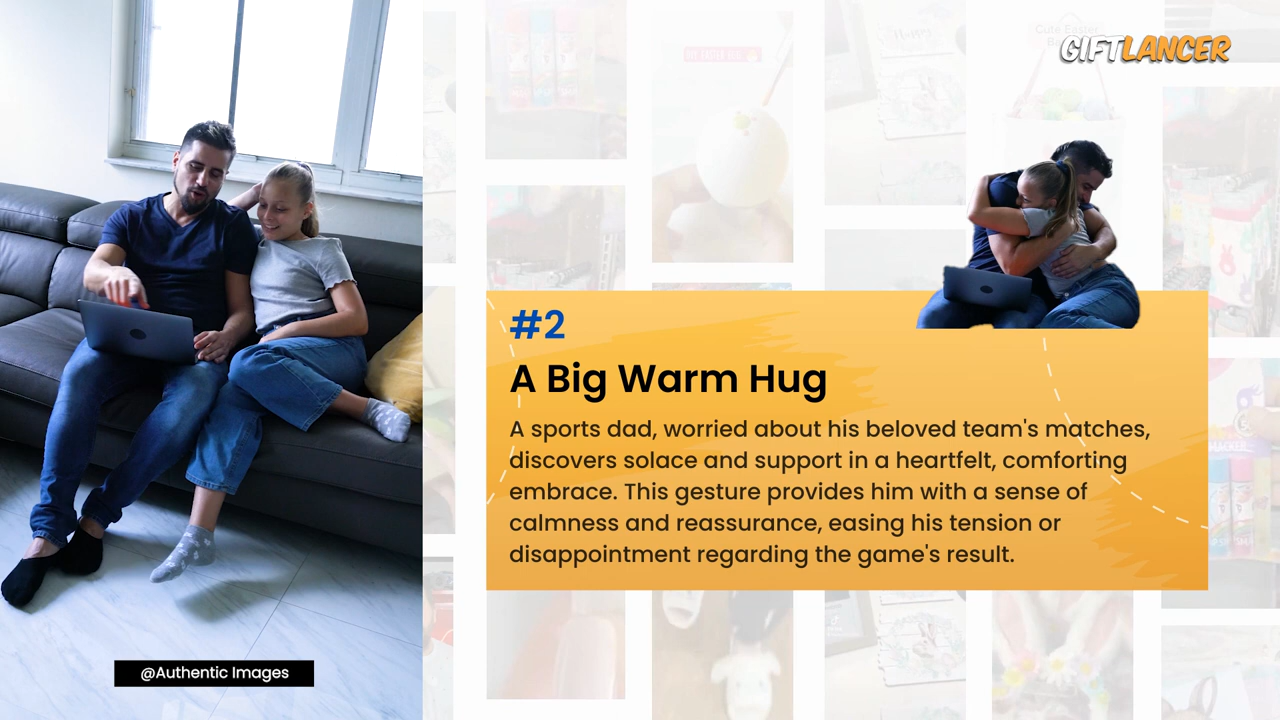 GIFTLANCER
#2
A Big Warm Hug
A sports dad, worried about his beloved team's matches,
discovers solace and support in a heartfelt, comforting
embrace. This gesture provides him with a sense of
calmness and reassurance, easing his tension or
disappointment regarding the game's result.
@Authentic Images